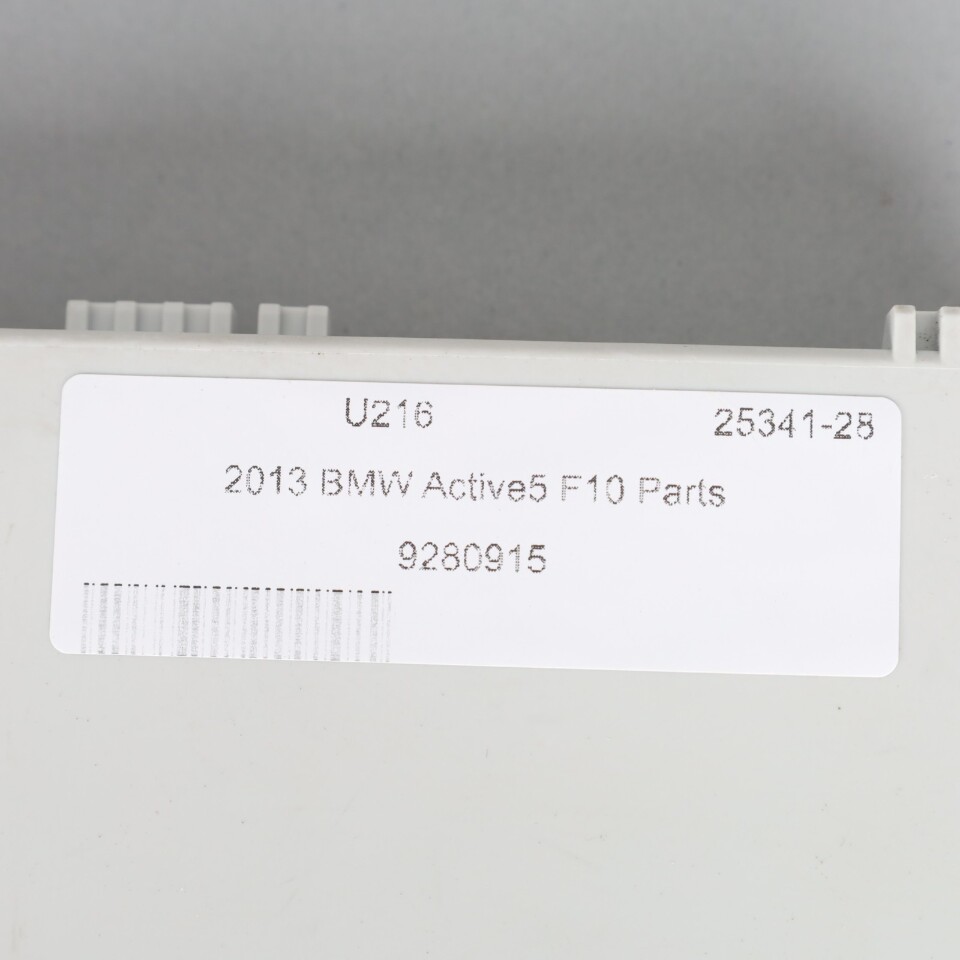 U216 25341-28
2013 BMW Active5 F10 Parts
9280915